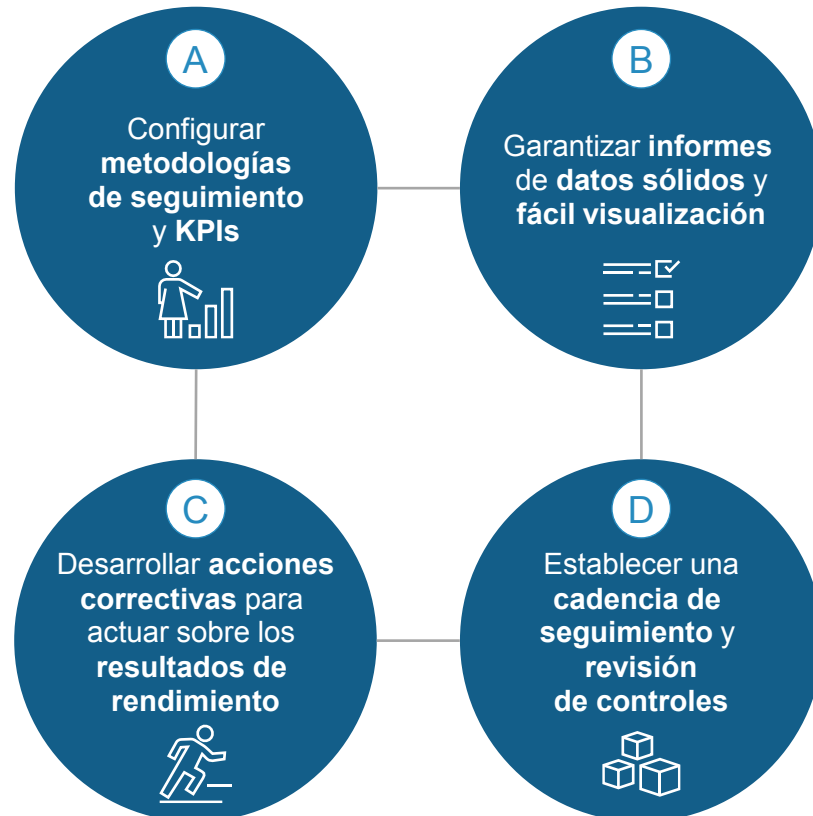 A
Configurar
metodologías
de seguimiento
y KPIs
B
Garantizar informes
de datos sólidos y
fácil visualización
C
Desarrollar acciones
correctivas para
actuar sobre los
resultados de
rendimiento
D
Establecer una
cadencia de
seguimiento y
revisión
de controles